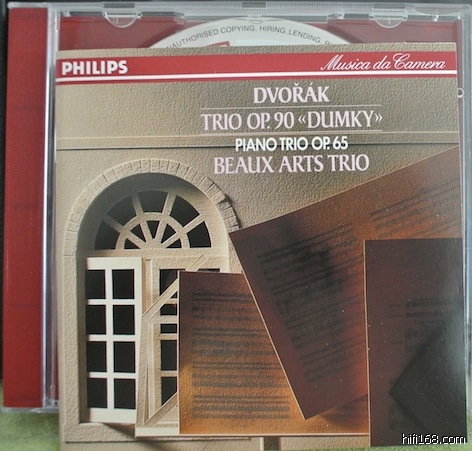 AUTHORISED COPYING, HIRING, LENDING,
PHILIPS
Musica da Camera
DVOŘÁK
TRIO OP. 90 «DUMKY»
PIANO TRIO OP. 65
BEAUX ARTS TRIO
hifi168.com